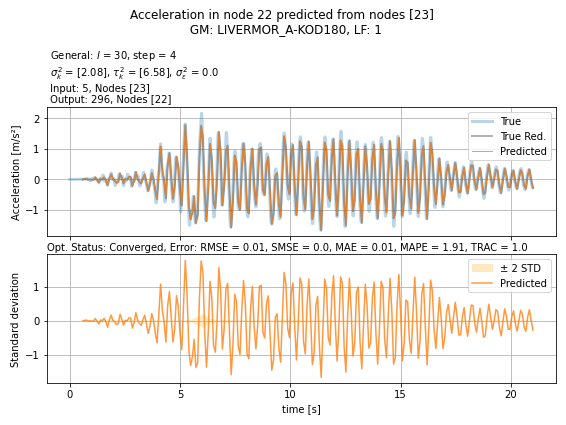 Acceleration in node 22 predicted from nodes [23]
GM: LIVERMOR_A-KOD180, LF: 1
General: l = 30, step = 4
σ²ₖ = [2.08], τ²ₖ = [6.58], σ²ε = 0.0
Input: 5, Nodes [23]
Output: 296, Nodes [22]
2
1
0
−1
Acceleration [m/s²]
True
True Red.
Predicted
Opt. Status: Converged, Error: RMSE = 0.01, SMSE = 0.0, MAE = 0.01, MAPE = 1.91, TRAC = 1.0
1
0
−1
Standard deviation
± 2 STD
Predicted
0 5 10 15 20
time [s]